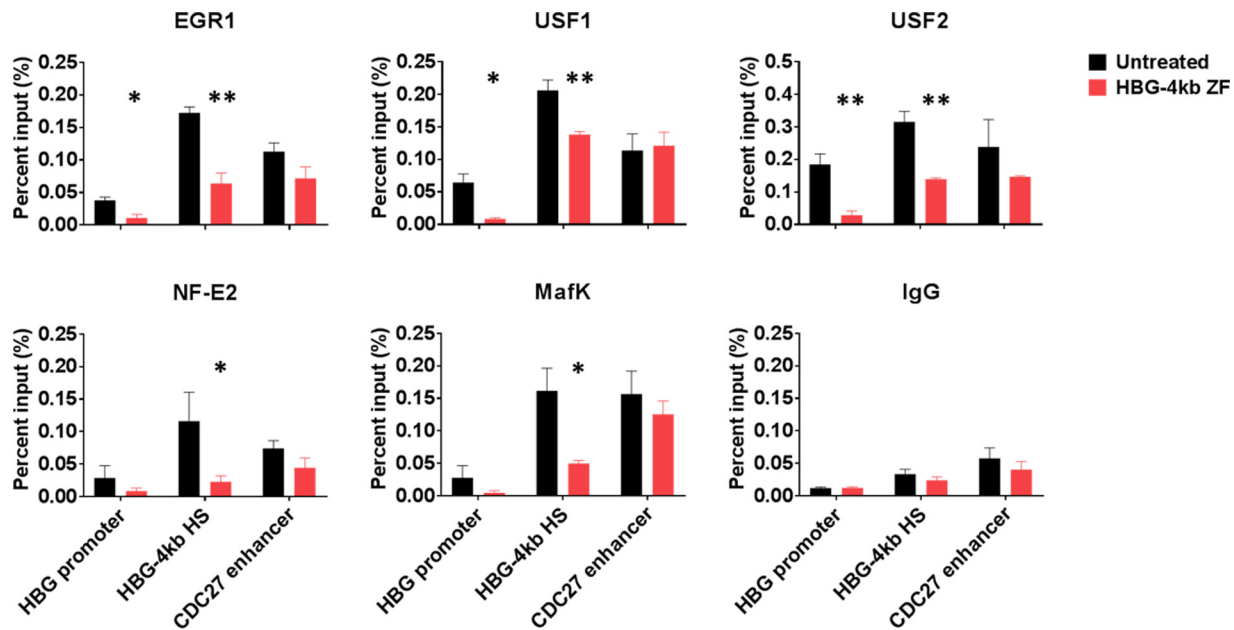 EGR1
Percent input (%)
0.25
0.20
0.15
0.10
0.05
0.00
*
**
USF1
Percent input (%)
0.25
0.20
0.15
0.10
0.05
0.00
*
**
USF2
Percent input (%)
0.5
0.4
0.3
0.2
0.1
0.0
**
**
Untreated
HBG-4kb ZF
NF-E2
Percent input (%)
0.25
0.20
0.15
0.10
0.05
0.00
*
HBG promoter
HBG-4kb HS
CDC27 enhancer
MafK
Percent input (%)
0.25
0.20
0.15
0.10
0.05
0.00
*
HBG promoter
HBG-4kb HS
CDC27 enhancer
IgG
Percent input (%)
0.25
0.20
0.15
0.10
0.05
0.00
HBG promoter
HBG-4kb HS
CDC27 enhancer